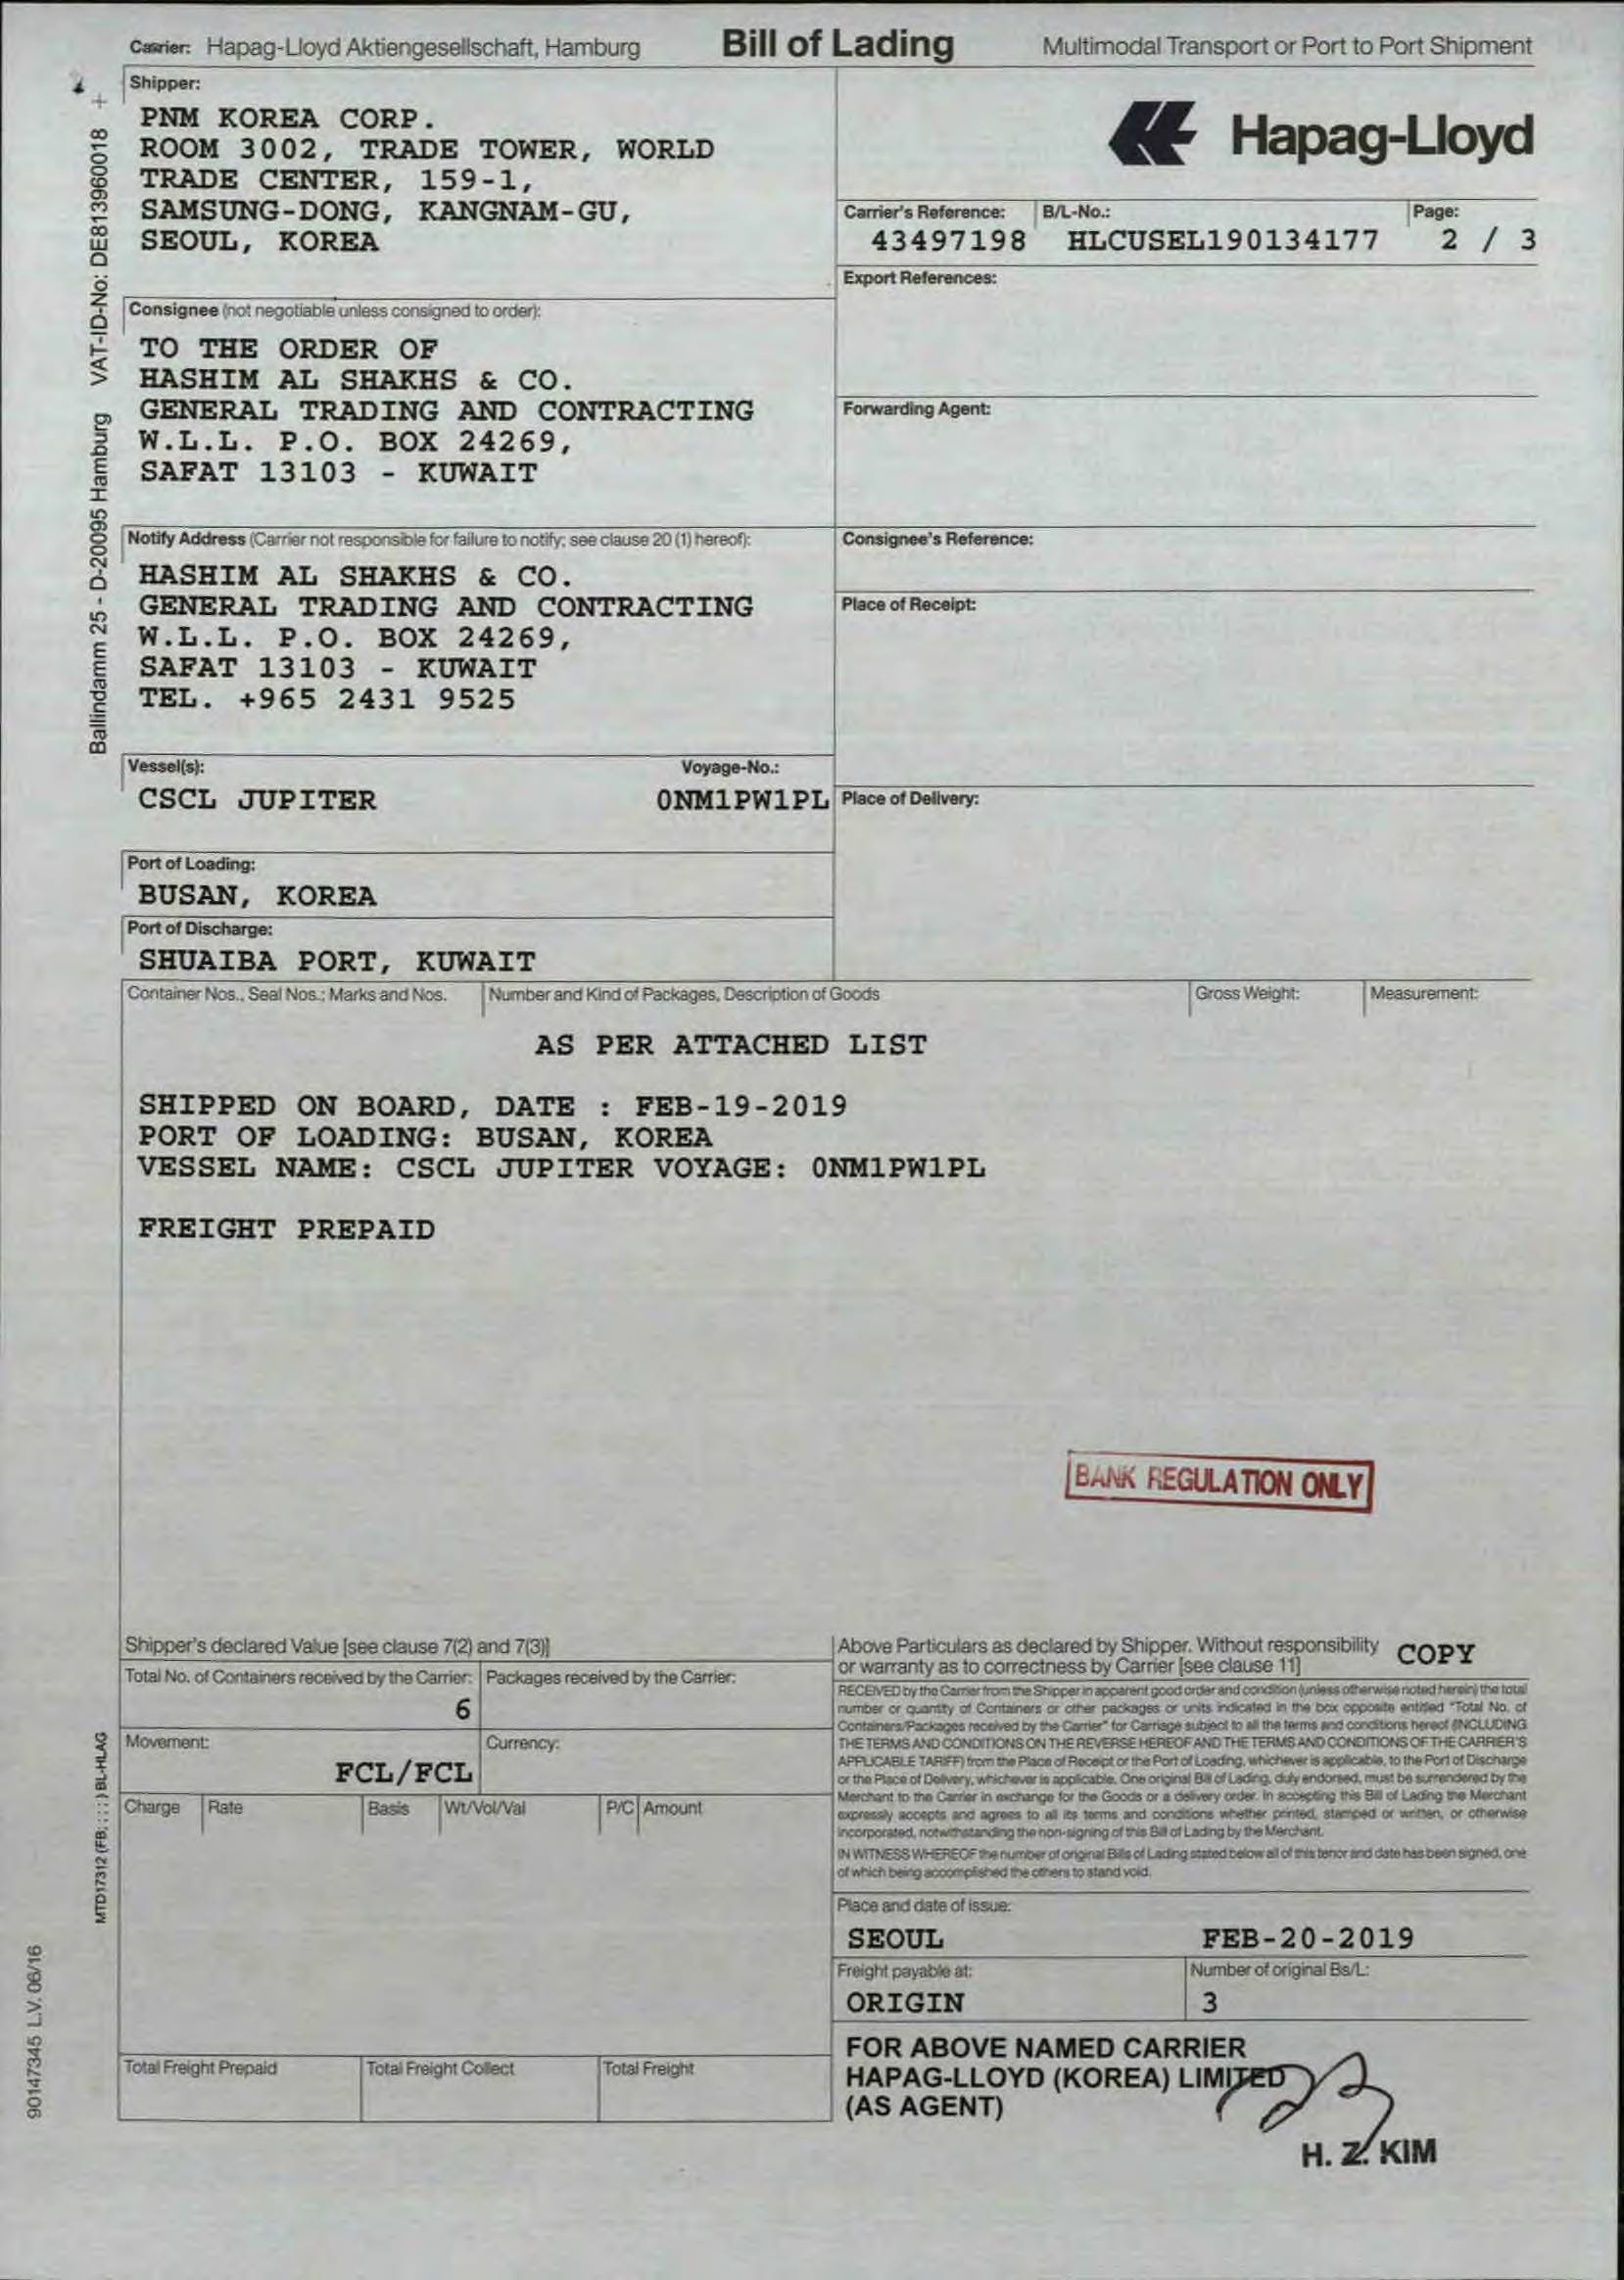 Carrier: Hapag-Lloyd Aktiengesellschaft, Hamburg
Bill of Lading
Multimodal Transport or Port to Port Shipment
Shipper:
PNM KOREA CORP.
ROOM 3002, TRADE TOWER, WORLD
TRADE CENTER, 159-1,
SAMSUNG-DONG, KANGNAM-GU,
SEOUL, KOREA
Hapag-Lloyd
Carrier's Reference: B/L-No.: Page:
43497198 HLCUSEL190134177 2 / 3
Export References:
VAT-ID-No: DE813960018 +
Ballindamm 25 - D-20095 Hamburg
Consignee (not negotiable unless consigned to order):
TO THE ORDER OF
HASHIM AL SHAKHS & CO.
GENERAL TRADING AND CONTRACTING
W.L.L. P.O. BOX 24269,
SAFAT 13103 - KUWAIT
Forwarding Agent:
Notify Address (Carrier not responsible for failure to notify; see clause 20 (1) hereof):
HASHIM AL SHAKHS & CO.
GENERAL TRADING AND CONTRACTING
W.L.L. P.O. BOX 24269,
SAFAT 13103 - KUWAIT
TEL. +965 2431 9525
Consignee's Reference:
Place of Receipt:
Vessel(s): Voyage-No.:
CSCL JUPITER 0NM1PW1PL
Place of Delivery:
Port of Loading:
BUSAN, KOREA
Port of Discharge:
SHUAIBA PORT, KUWAIT
Container Nos., Seal Nos.; Marks and Nos. Number and Kind of Packages, Description of Goods Gross Weight: Measurement:
AS PER ATTACHED LIST
SHIPPED ON BOARD, DATE : FEB-19-2019
PORT OF LOADING: BUSAN, KOREA
VESSEL NAME: CSCL JUPITER VOYAGE: 0NM1PW1PL
FREIGHT PREPAID
BANK REGULATION ONLY
Shipper's declared Value [see clause 7(2) and 7(3)]
Total No. of Containers received by the Carrier: Packages received by the Carrier:
6
Movement: Currency:
FCL/FCL
Charge Rate Basis Wt/Vol/Val P/C Amount
Total Freight Prepaid Total Freight Collect Total Freight
Above Particulars as declared by Shipper. Without responsibility
or warranty as to correctness by Carrier [see clause 11]
COPY
RECEIVED by the Carrier from the Shipper in apparent good order and condition (unless otherwise noted herein) the total
number or quantity of Containers or other packages or units indicated in the box opposite entitled "Total No. of
Containers/Packages received by the Carrier" for Carriage subject to all the terms and conditions hereof (INCLUDING
THE TERMS AND CONDITIONS ON THE REVERSE HEREOF AND THE TERMS AND CONDITIONS OF THE CARRIER'S
APPLICABLE TARIFF) from the Place of Receipt or the Port of Loading, whichever is applicable, to the Port of Discharge
or the Place of Delivery, whichever is applicable. One original Bill of Lading, duly endorsed, must be surrendered by the
Merchant to the Carrier in exchange for the Goods or a delivery order. In accepting this Bill of Lading the Merchant
expressly accepts and agrees to all its terms and conditions whether printed, stamped or written, or otherwise
incorporated, notwithstanding the non-signing of this Bill of Lading by the Merchant.
IN WITNESS WHEREOF the number of original Bills of Lading stated below all of this tenor and date has been signed, one
of which being accomplished the others to stand void.
Place and date of issue:
SEOUL FEB-20-2019
Freight payable at: Number of original Bs/L:
ORIGIN 3
FOR ABOVE NAMED CARRIER
HAPAG-LLOYD (KOREA) LIMITED
(AS AGENT)
H. Z. KIM
MTD17312 (FB: : : : ) BL-HLAG
90147345 L.V. 06/16